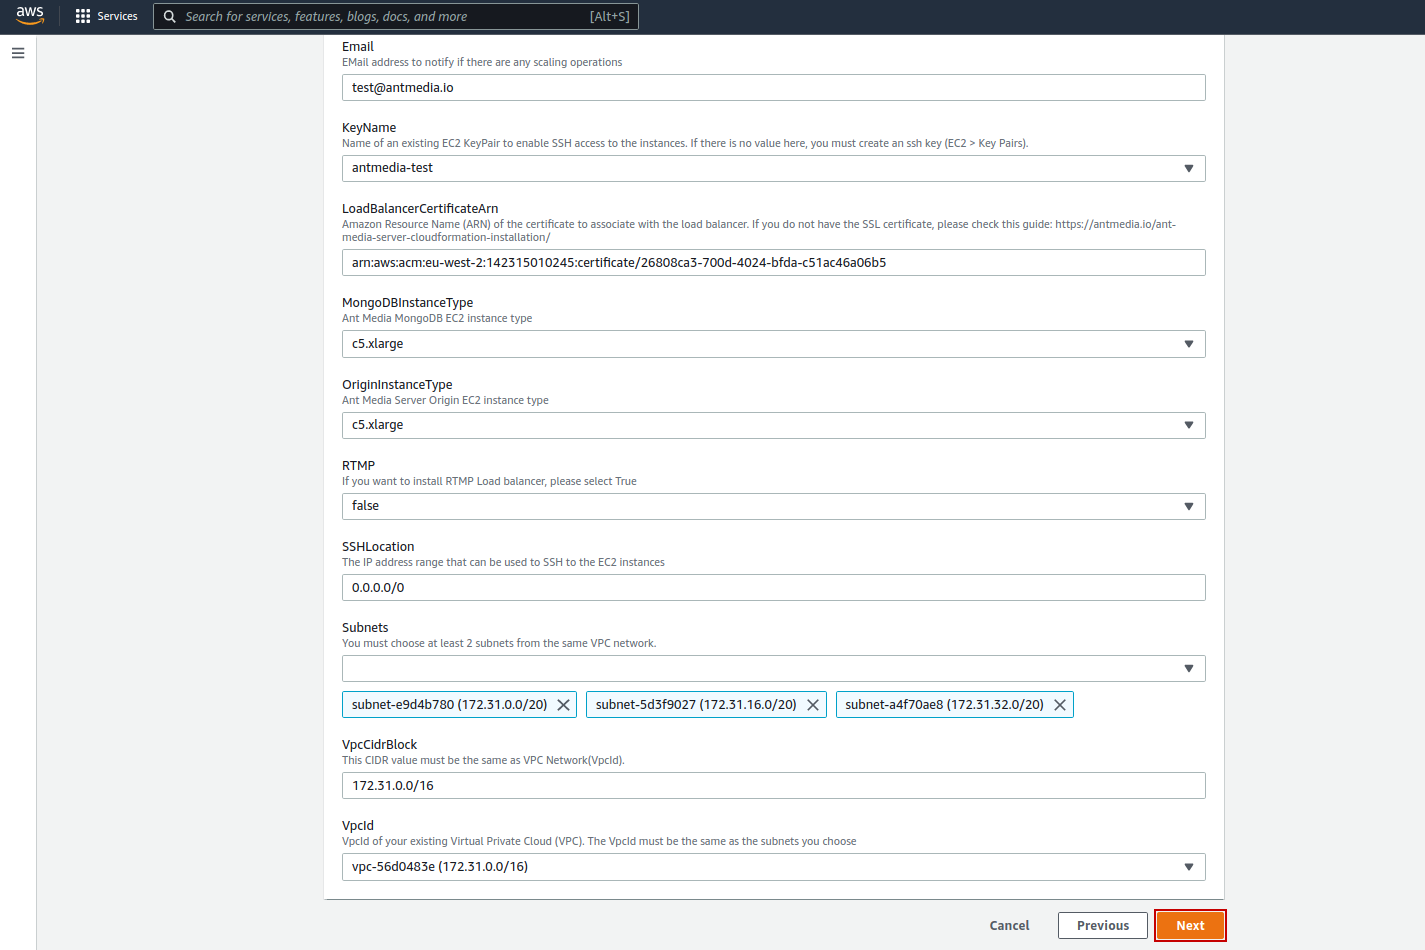 aws
Services
Search for services, features, blogs, docs, and more
[Alt+S]
Email
EMail address to notify if there are any scaling operations
test@antmedia.io
KeyName
Name of an existing EC2 KeyPair to enable SSH access to the instances. If there is no value here, you must create an ssh key (EC2 > Key Pairs).
antmedia-test
LoadBalancerCertificateArn
Amazon Resource Name (ARN) of the certificate to associate with the load balancer. If you do not have the SSL certificate, please check this guide: https://antmedia.io/ant-
media-server-cloudformation-installation/
arn:aws:acm:eu-west-2:142315010245:certificate/26808ca3-700d-4024-bfda-c51ac46a06b5
MongoDBInstanceType
Ant Media MongoDB EC2 instance type
c5.xlarge
OriginInstanceType
Ant Media Server Origin EC2 instance type
c5.xlarge
RTMP
If you want to install RTMP Load balancer, please select True
false
SSHLocation
The IP address range that can be used to SSH to the EC2 instances
0.0.0.0/0
Subnets
You must choose at least 2 subnets from the same VPC network.
subnet-e9d4b780 (172.31.0.0/20)
subnet-5d3f9027 (172.31.16.0/20)
subnet-a4f70ae8 (172.31.32.0/20)
VpcCidrBlock
This CIDR value must be the same as VPC Network(VpcId).
172.31.0.0/16
VpcId
VpcId of your existing Virtual Private Cloud (VPC). The VpcId must be the same as the subnets you choose
vpc-56d0483e (172.31.0.0/16)
Cancel
Previous
Next